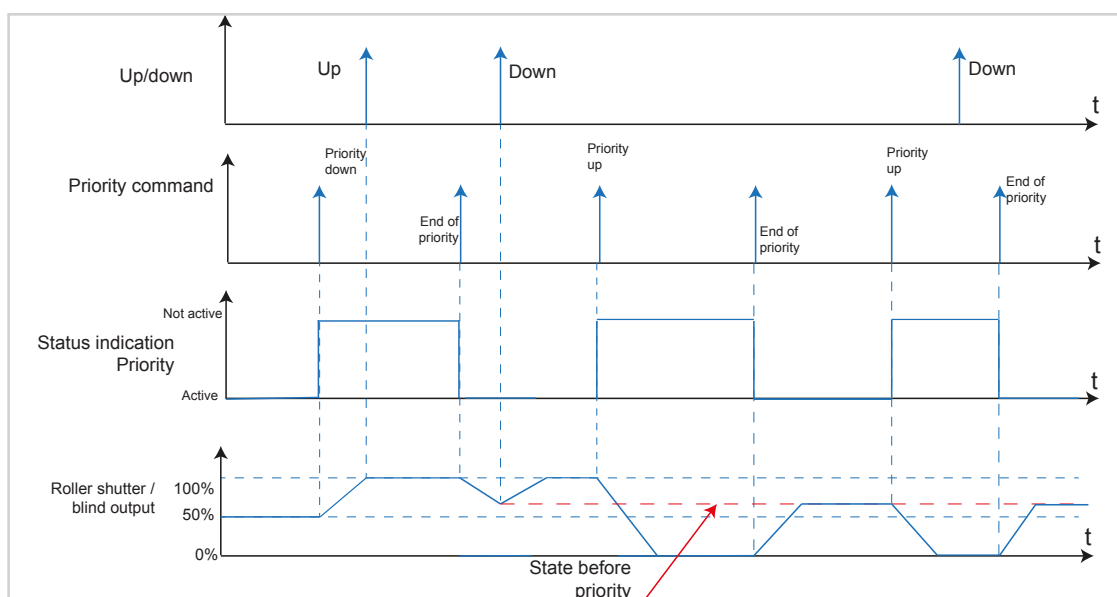 Up/down
Up
Down
Down
t
Priority command
Priority
down
End of
priority
Priority
up
End of
priority
Priority
up
End of
priority
t
Status indication
Priority
Not active
Active
t
Roller shutter /
blind output
100%
50%
0%
t
State before
priority